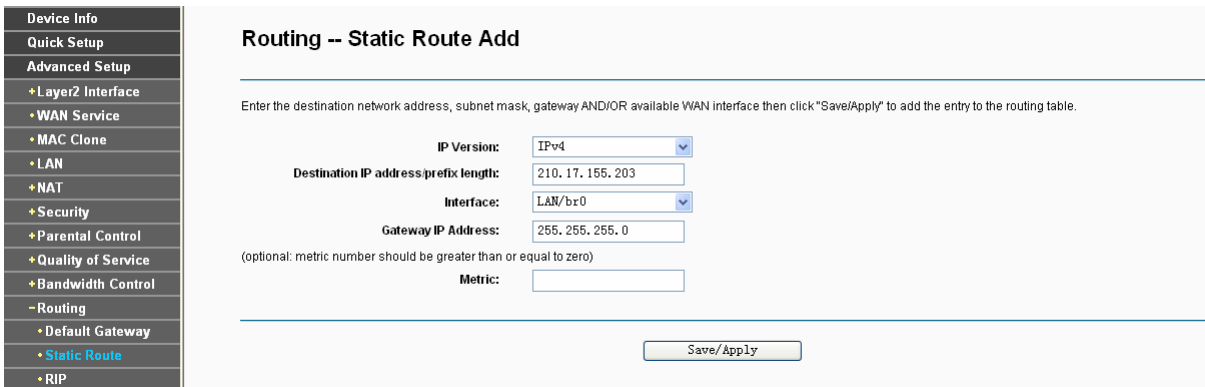 Device Info
Quick Setup
Advanced Setup
+Layer2 Interface
•WAN Service
•MAC Clone
•LAN
+NAT
+Security
+Parental Control
+Quality of Service
+Bandwidth Control
−Routing
•Default Gateway
•Static Route
•RIP
Routing -- Static Route Add
Enter the destination network address, subnet mask, gateway AND/OR available WAN interface then click "Save/Apply" to add the entry to the routing table.
IP Version: IPv4
Destination IP address/prefix length: 210.17.155.203
Interface: LAN/br0
Gateway IP Address: 255.255.255.0
(optional: metric number should be greater than or equal to zero)
Metric:
Save/Apply